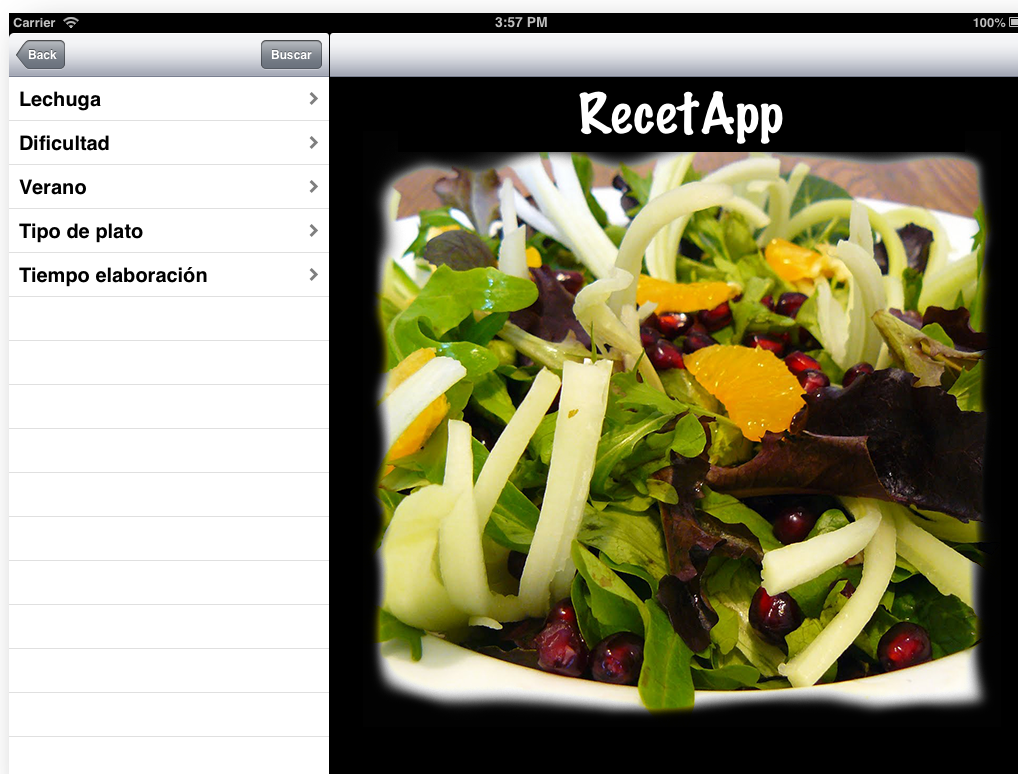 Carrier 3:57 PM 100%
Back Buscar
RecetApp
Lechuga
Dificultad
Verano
Tipo de plato
Tiempo elaboración